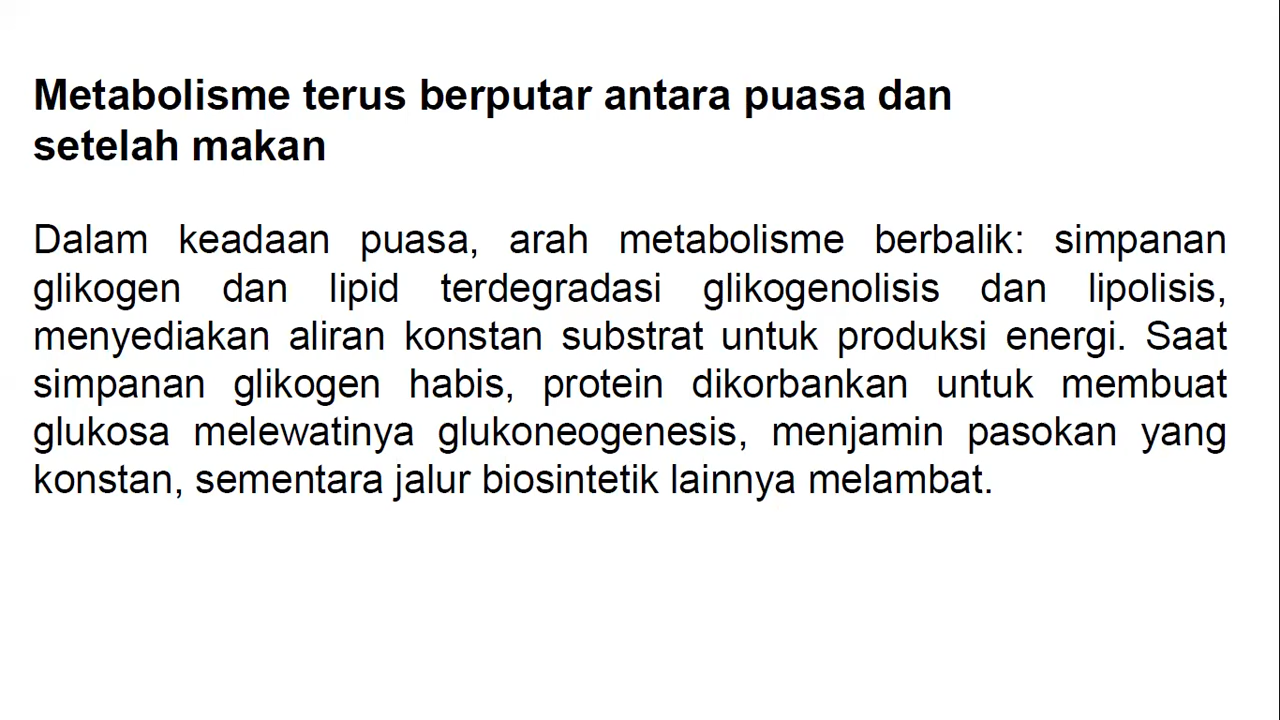 Metabolisme terus berputar antara puasa dan
setelah makan
Dalam keadaan puasa, arah metabolisme berbalik: simpanan
glikogen dan lipid terdegradasi glikogenolisis dan lipolisis,
menyediakan aliran konstan substrat untuk produksi energi. Saat
simpanan glikogen habis, protein dikorbankan untuk membuat
glukosa melewatinya glukoneogenesis, menjamin pasokan yang
konstan, sementara jalur biosintetik lainnya melambat.